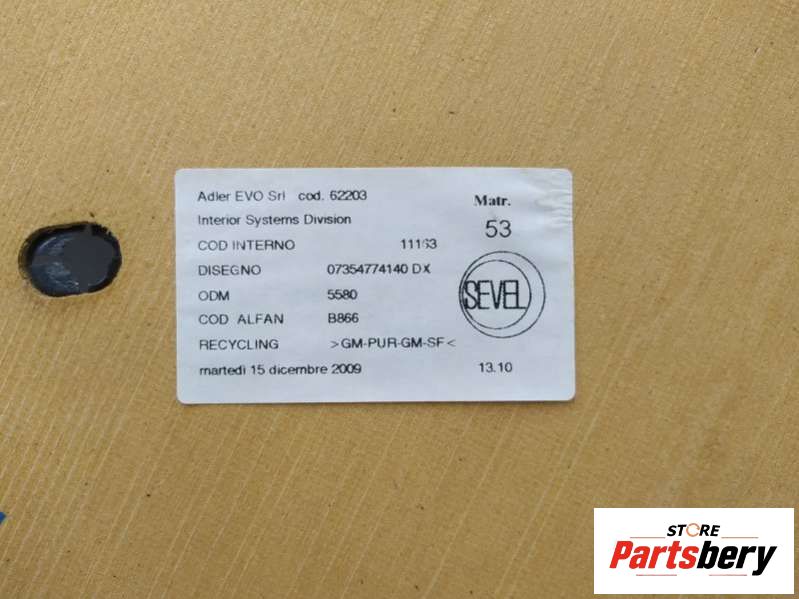 Adler EVO Srl cod. 62203
Matr.
Interior Systems Division
53
COD INTERNO 11163
DISEGNO 07354774140 DX
SEVEL
ODM 5580
COD ALFAN B866
RECYCLING >GM-PUR-GM-SF<
martedì 15 dicembre 2009 13.10
STORE
Partsbery